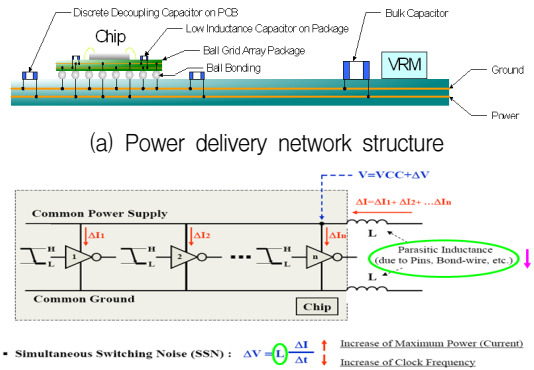 Discrete Decoupling Capacitor on PCB
Chip
Low Inductance Capacitor on Package
Bulk Capacitor
Ball Grid Array Package
VRM
Ball Bonding
Ground
Power
(a) Power delivery network structure
V=VCC+ΔV
ΔI=ΔI1+ ΔI2+ …ΔIn
Common Power Supply
ΔI1 ΔI2 ΔIn L
H H H
1 2 n
L L L
Parasitic Inductance
(due to Pins, Bond-wire, etc.)
L
Common Ground
Chip
▪ Simultaneous Switching Noise (SSN) : ΔV = L ΔI/Δt
↑ Increase of Maximum Power (Current)
↓ Increase of Clock Frequency